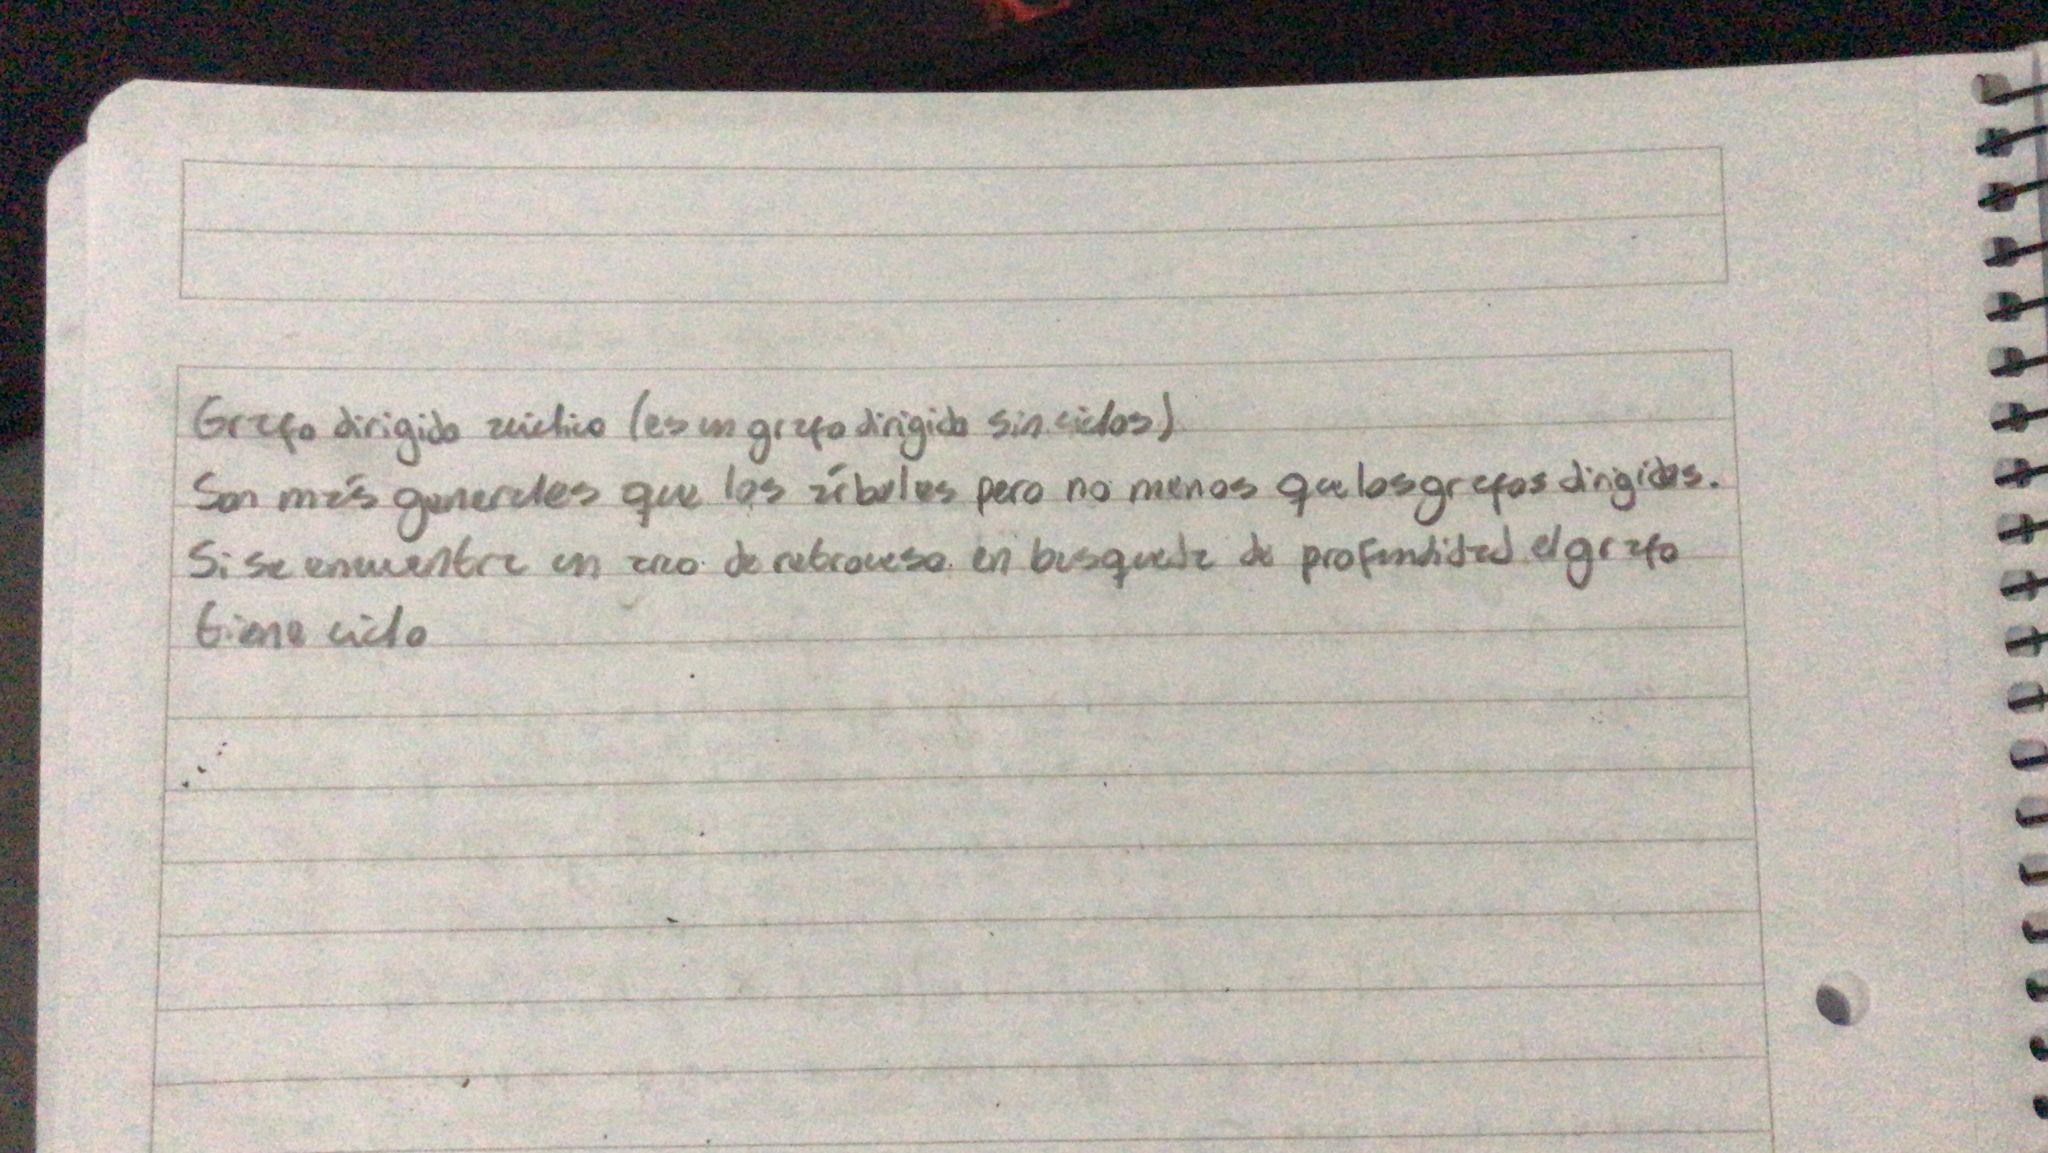 Grafo dirigido acíclico (es un grafo dirigido sin ciclos)
Son más generales que los árboles pero no menos que los grafos dirigidos.
Si se encuentra un arco de retroceso en busqueda de profundidad el grafo
tiene ciclo